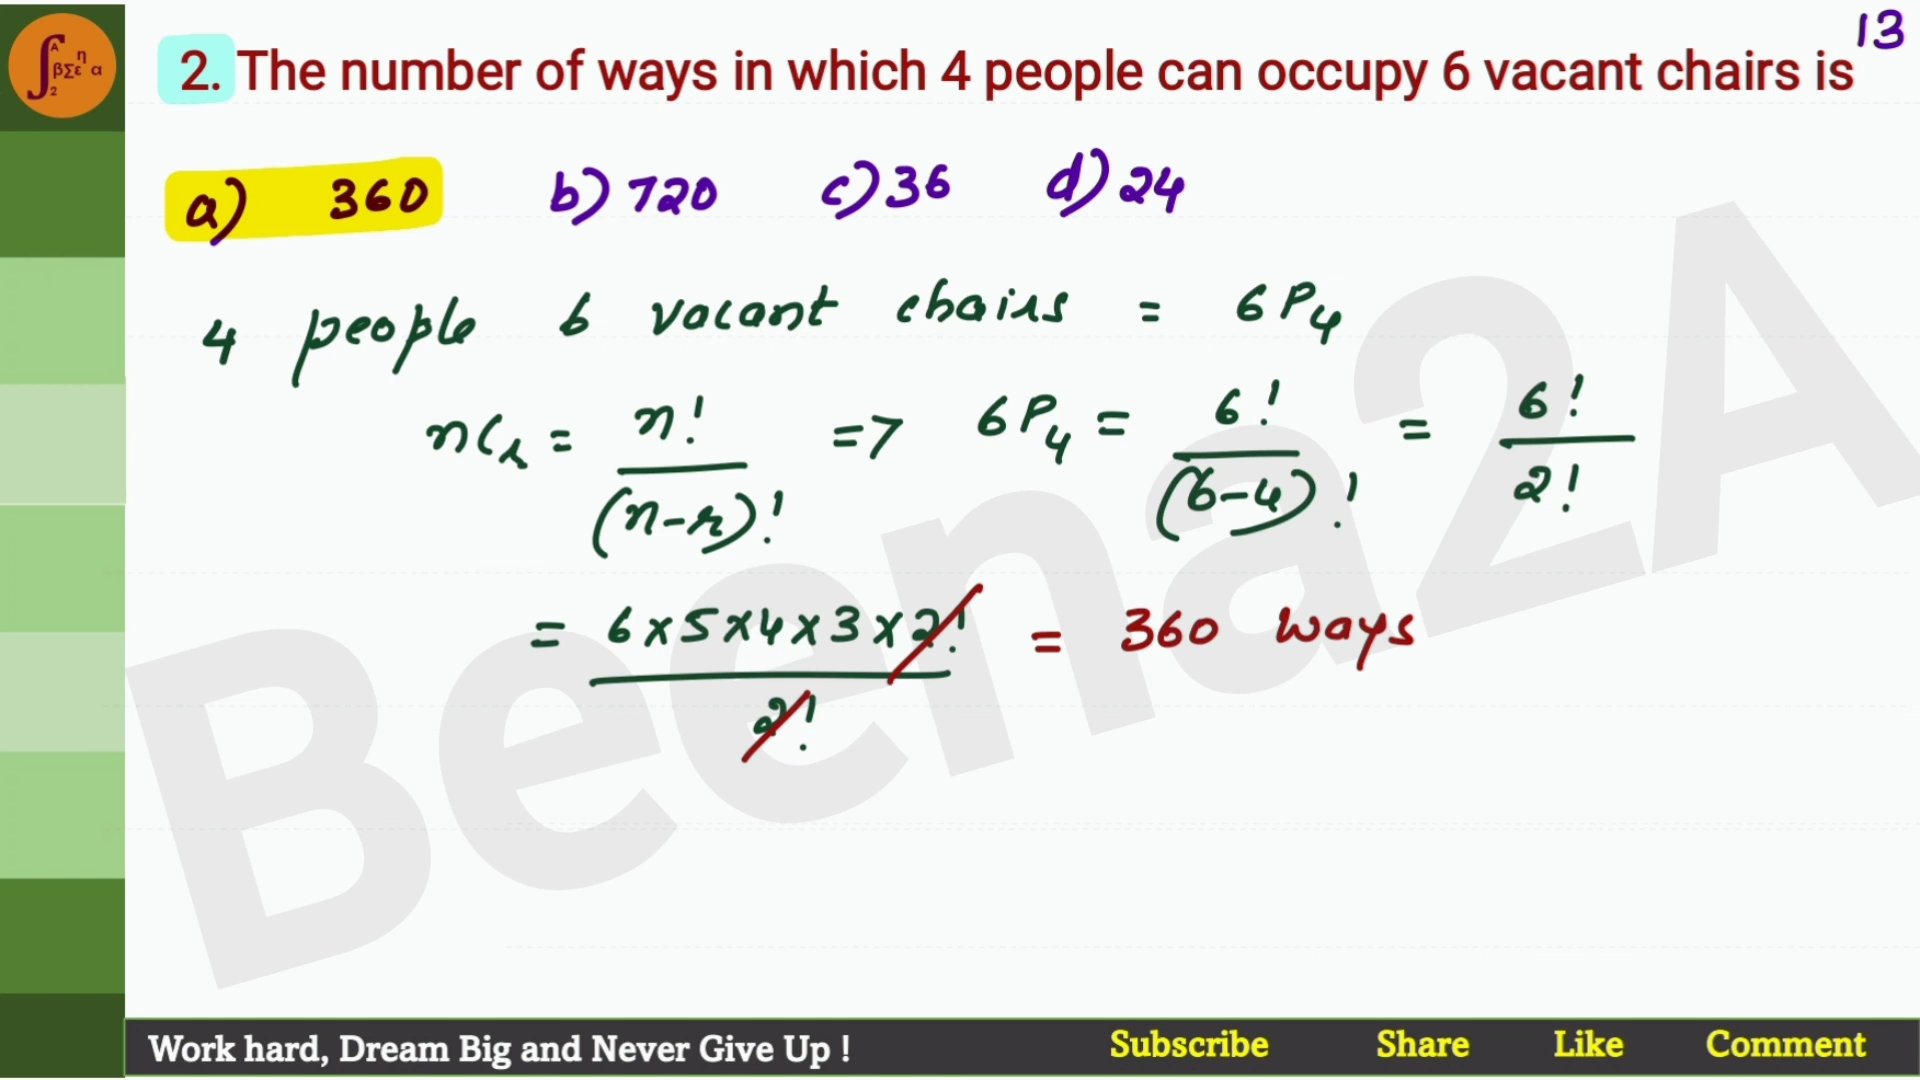 13
2. The number of ways in which 4 people can occupy 6 vacant chairs is
a) 360 b) 720 c) 36 d) 24
4 people 6 vacant chairs = 6P₄
nCr = n! / (n-r)! => 6P₄ = 6! / (6-4)! = 6! / 2!
= 6x5x4x3x2! / 2! = 360 ways
Beena2A
Work hard, Dream Big and Never Give Up ! Subscribe Share Like Comment